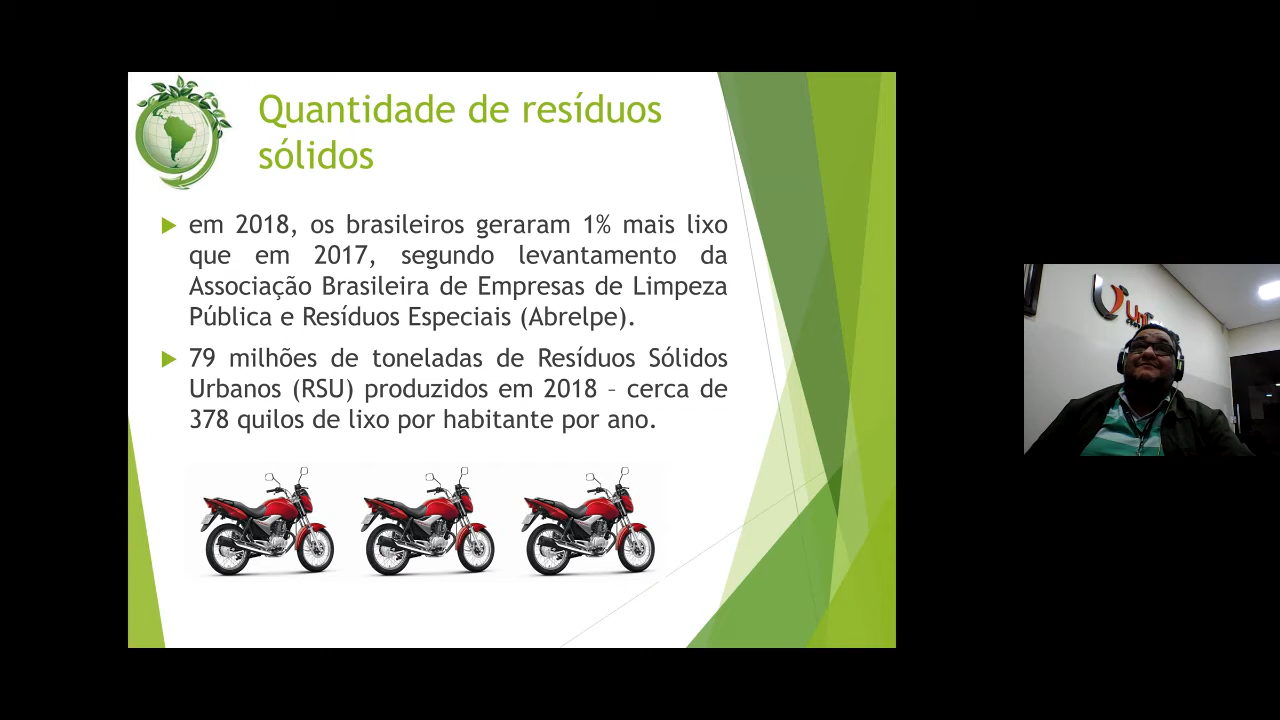 Quantidade de resíduos
sólidos
em 2018, os brasileiros geraram 1% mais lixo
que em 2017, segundo levantamento da
Associação Brasileira de Empresas de Limpeza
Pública e Resíduos Especiais (Abrelpe).
79 milhões de toneladas de Resíduos Sólidos
Urbanos (RSU) produzidos em 2018 – cerca de
378 quilos de lixo por habitante por ano.